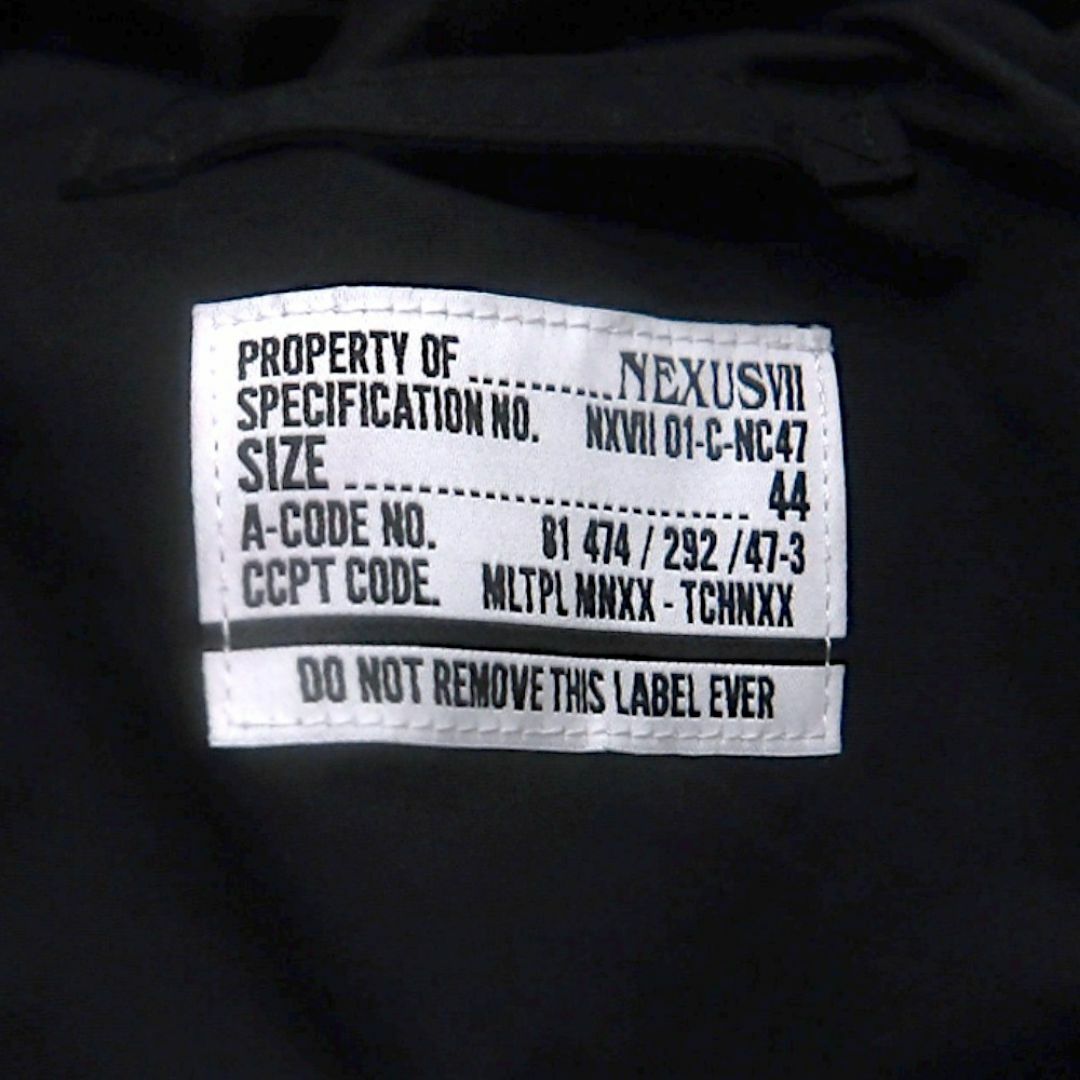 PROPERTY OF ............ NEXUSVII
SPECIFICATION NO. NXVII 01-C-NC47
SIZE .................................... 44
A-CODE NO. 81 474 / 292 /47-3
CCPT CODE. MLTPL MNXX - TCHNXX
DO NOT REMOVE THIS LABEL EVER